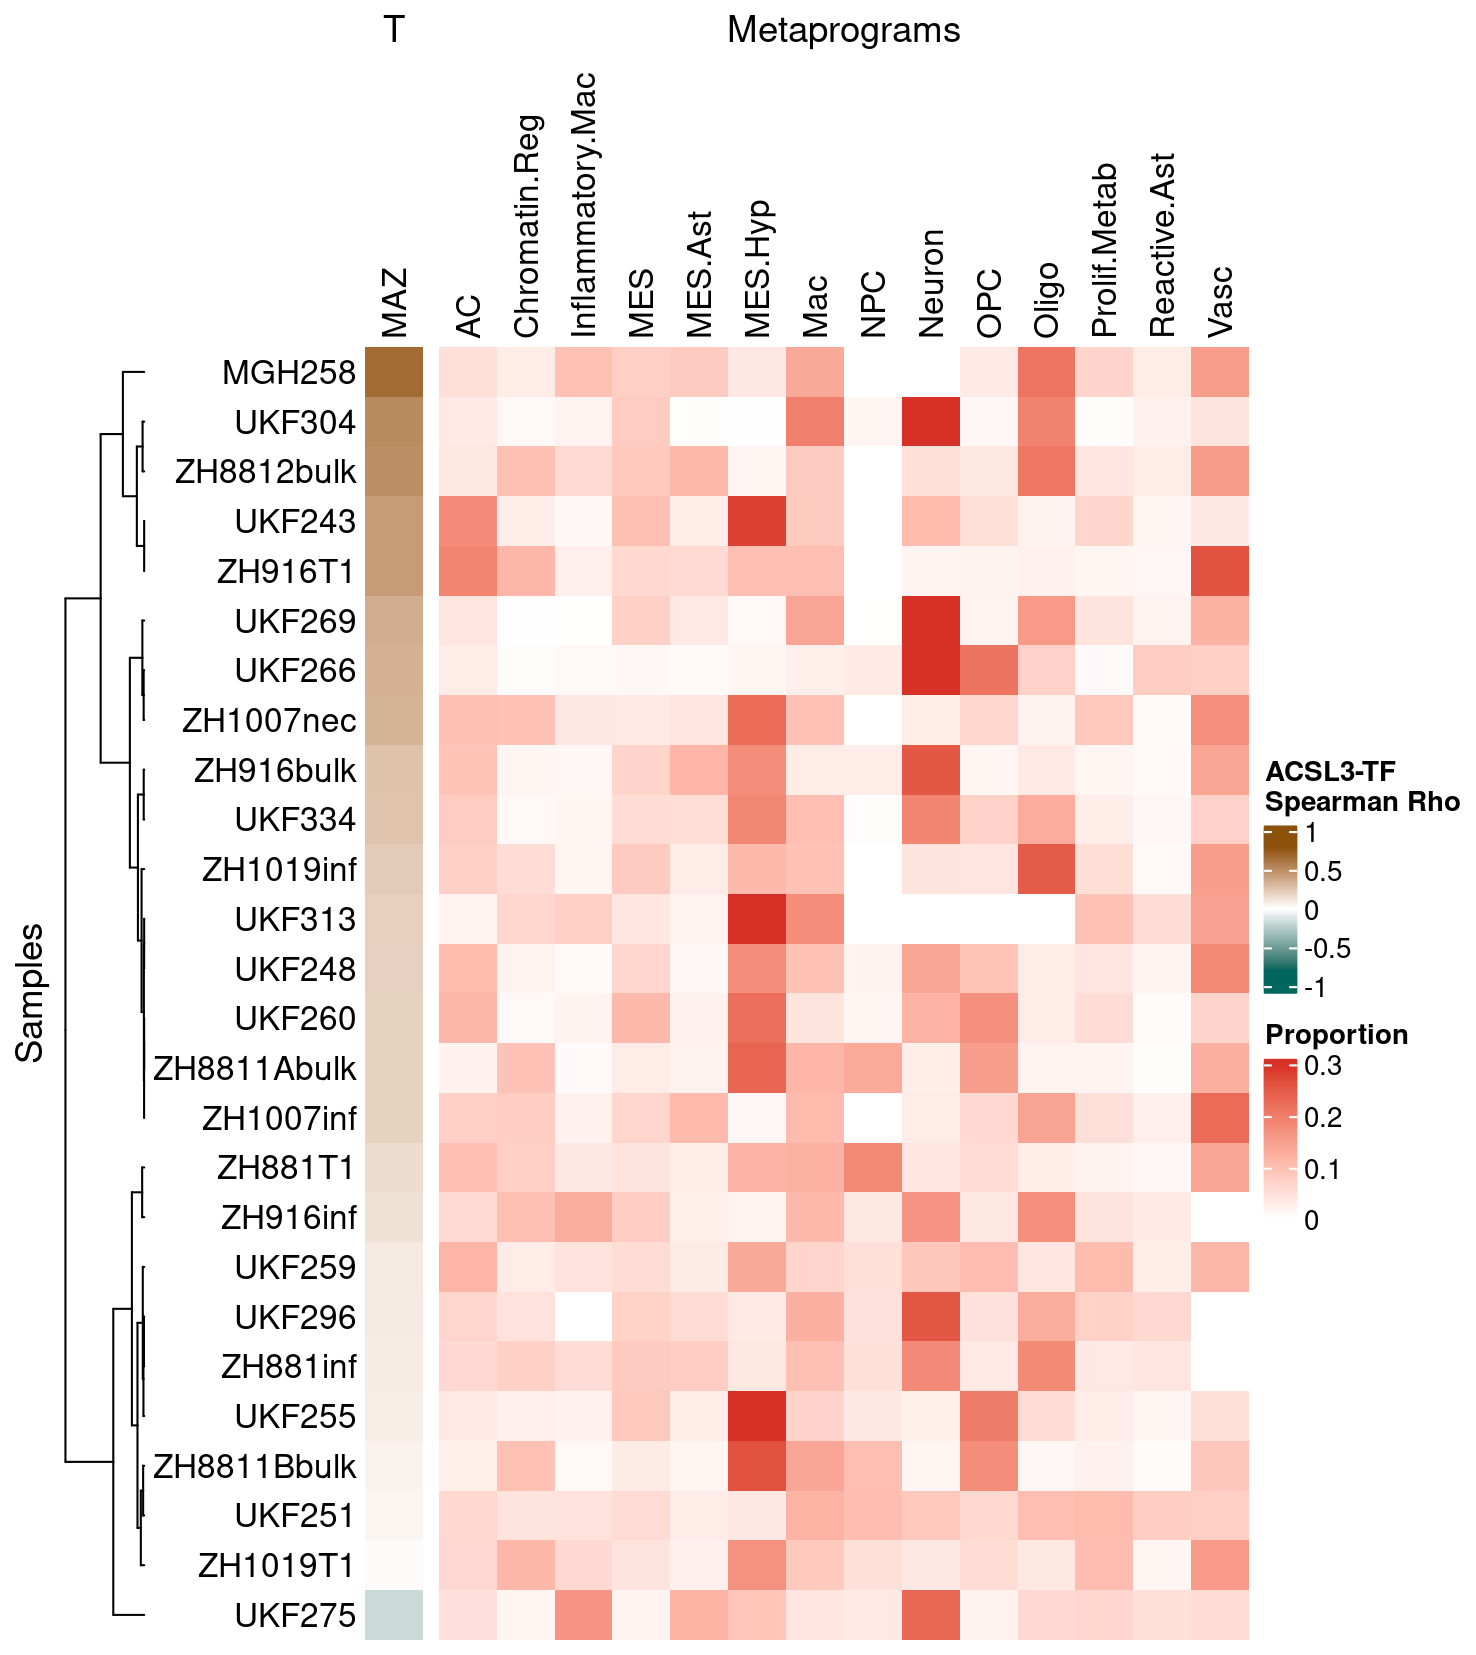 T
Metaprograms
MAZ
AC
Chromatin.Reg
Inflammatory.Mac
MES
MES.Ast
MES.Hyp
Mac
NPC
Neuron
OPC
Oligo
Prolif.Metab
Reactive.Ast
Vasc
Samples
MGH258
UKF304
ZH8812bulk
UKF243
ZH916T1
UKF269
UKF266
ZH1007nec
ZH916bulk
UKF334
ZH1019inf
UKF313
UKF248
UKF260
ZH8811Abulk
ZH1007inf
ZH881T1
ZH916inf
UKF259
UKF296
ZH881inf
UKF255
ZH8811Bbulk
UKF251
ZH1019T1
UKF275
ACSL3-TF
Spearman Rho
1
0.5
0
-0.5
-1
Proportion
0.3
0.2
0.1
0